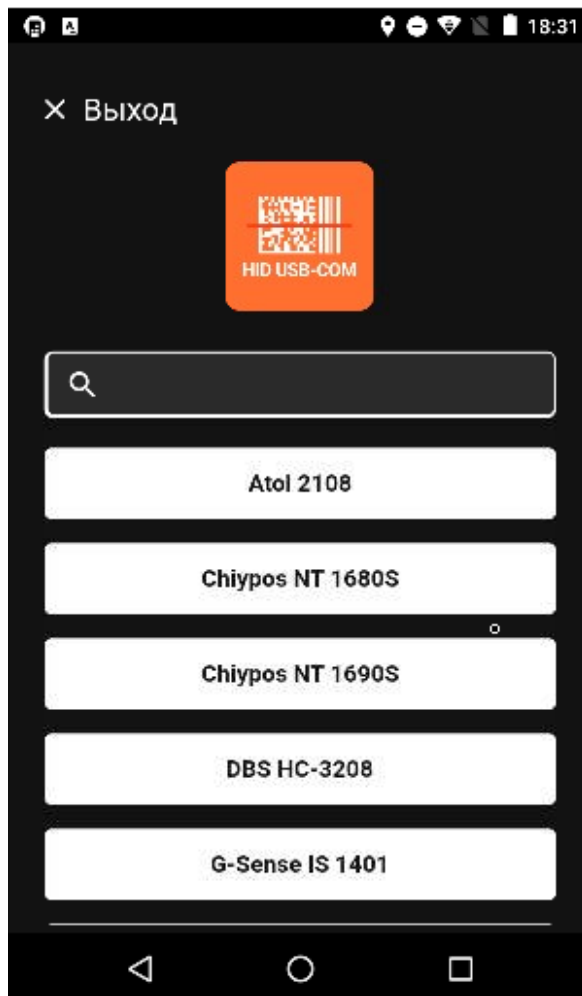 18:31
Выход
HID USB-COM
Atol 2108
Chiypos NT 1680S
Chiypos NT 1690S
DBS HC-3208
G-Sense IS 1401